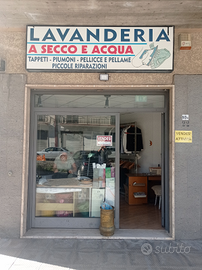 LAVANDERIA
A SECCO E ACQUA
TAPPETI - PIUMONI - PELLICCE E PELLAME
PICCOLE RIPARAZIONI
VENDESI
subito